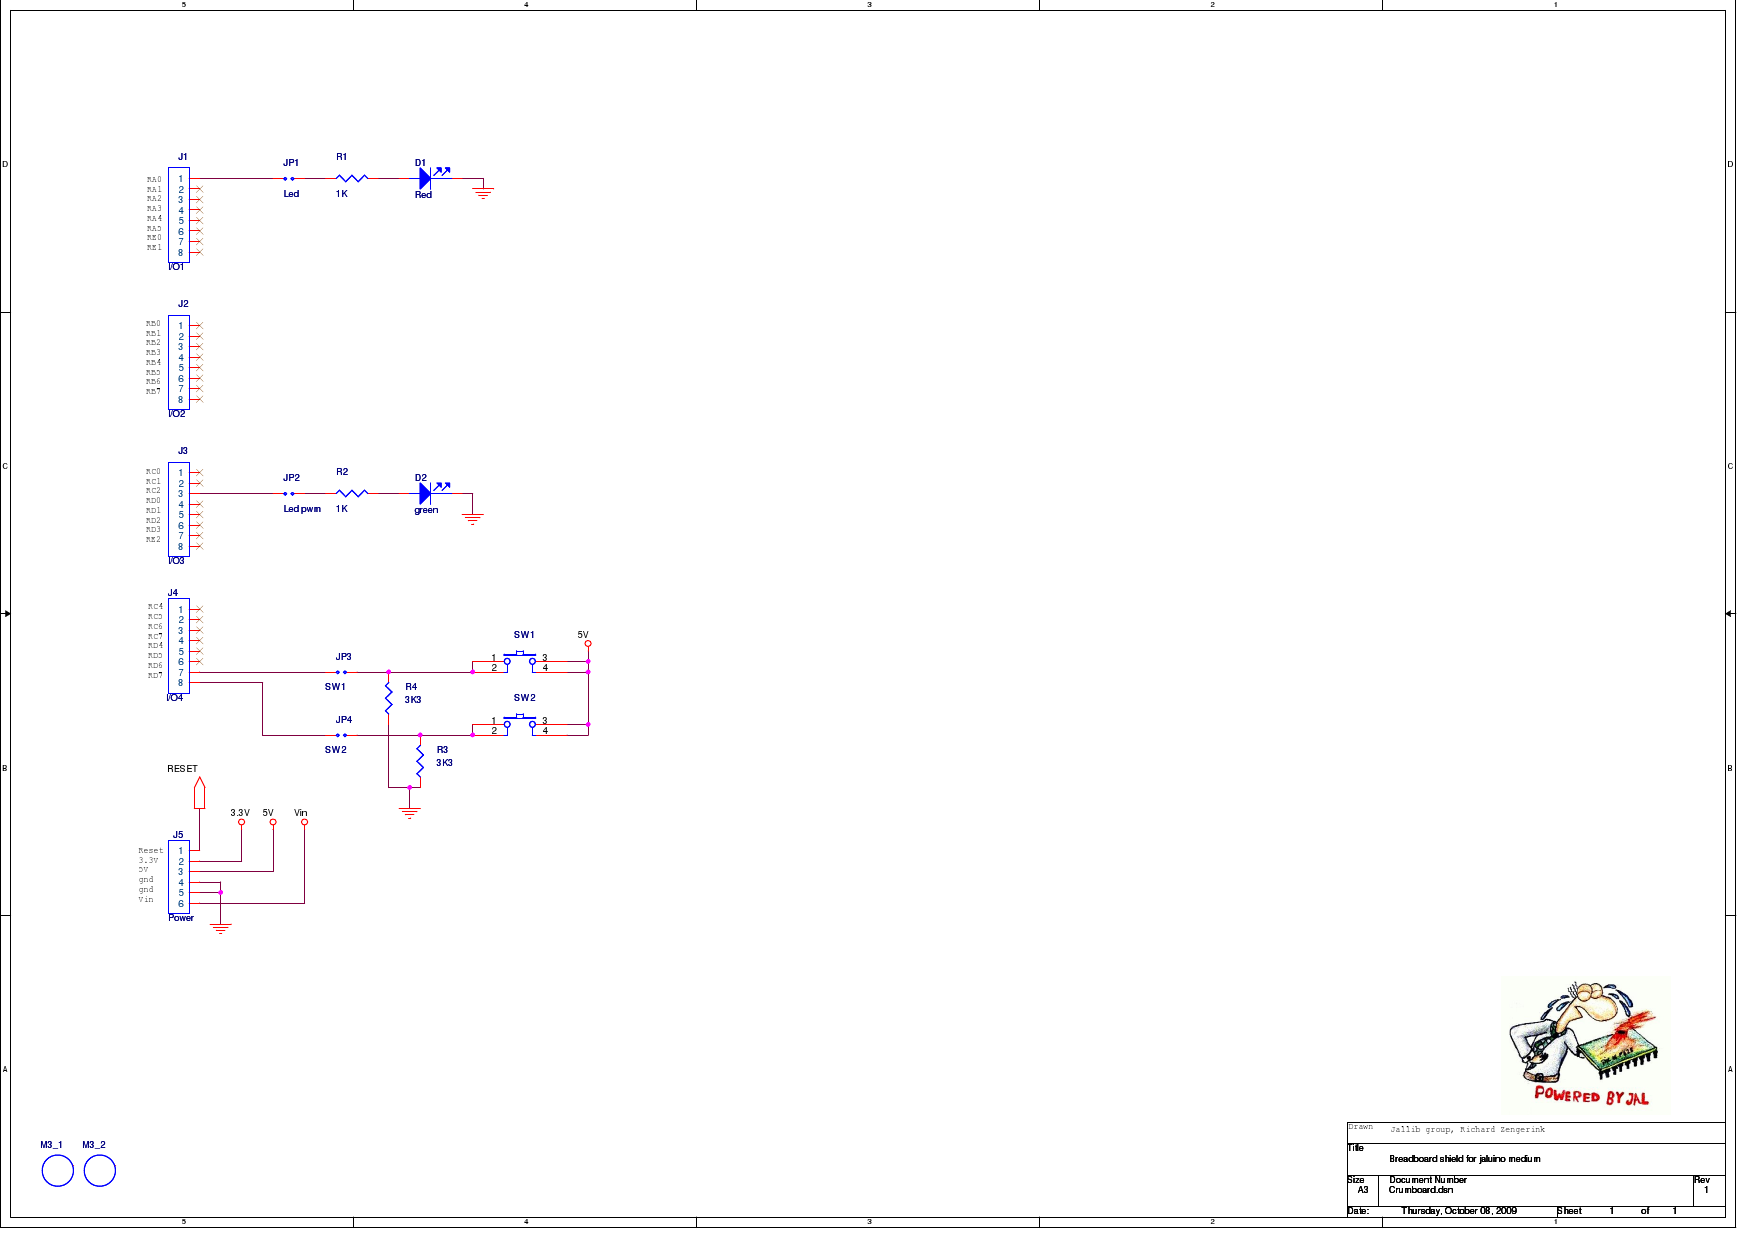 5 4 3 2 1
D
D
C
C
B
B
A
A
J1
RA0 1
RA1 2
RA2 3
RA3 4
RA4 5
RA5 6
RE0 7
RE1 8
I/O1
JP1
Led
R1
1K
D1
Red
J2
RB0 1
RB1 2
RB2 3
RB3 4
RB4 5
RB5 6
RB6 7
RB7 8
I/O2
J3
RC0 1
RC1 2
RC2 3
RD0 4
RD1 5
RD2 6
RD3 7
RE2 8
I/O3
JP2
Led pwm
R2
1K
D2
green
J4
RC4 1
RC5 2
RC6 3
RC7 4
RD4 5
RD5 6
RD6 7
RD7 8
I/O4
JP3
SW1
R4
3K3
SW1
1 3
2 4
5V
JP4
SW2
R3
3K3
SW2
1 3
2 4
RESET
3.3V 5V Vin
J5
Reset 1
3.3V 2
5V 3
gnd 4
gnd 5
Vin 6
Power
M3_1 M3_2
POWERED BY JAL
Drawn Jallib group, Richard Zengerink
Title
Breadboard shield for jaluino medium
Size Document Number Rev
A3 Crumboard.dsn 1
Date: Thursday, October 08, 2009 Sheet 1 of 1
5 4 3 2 1